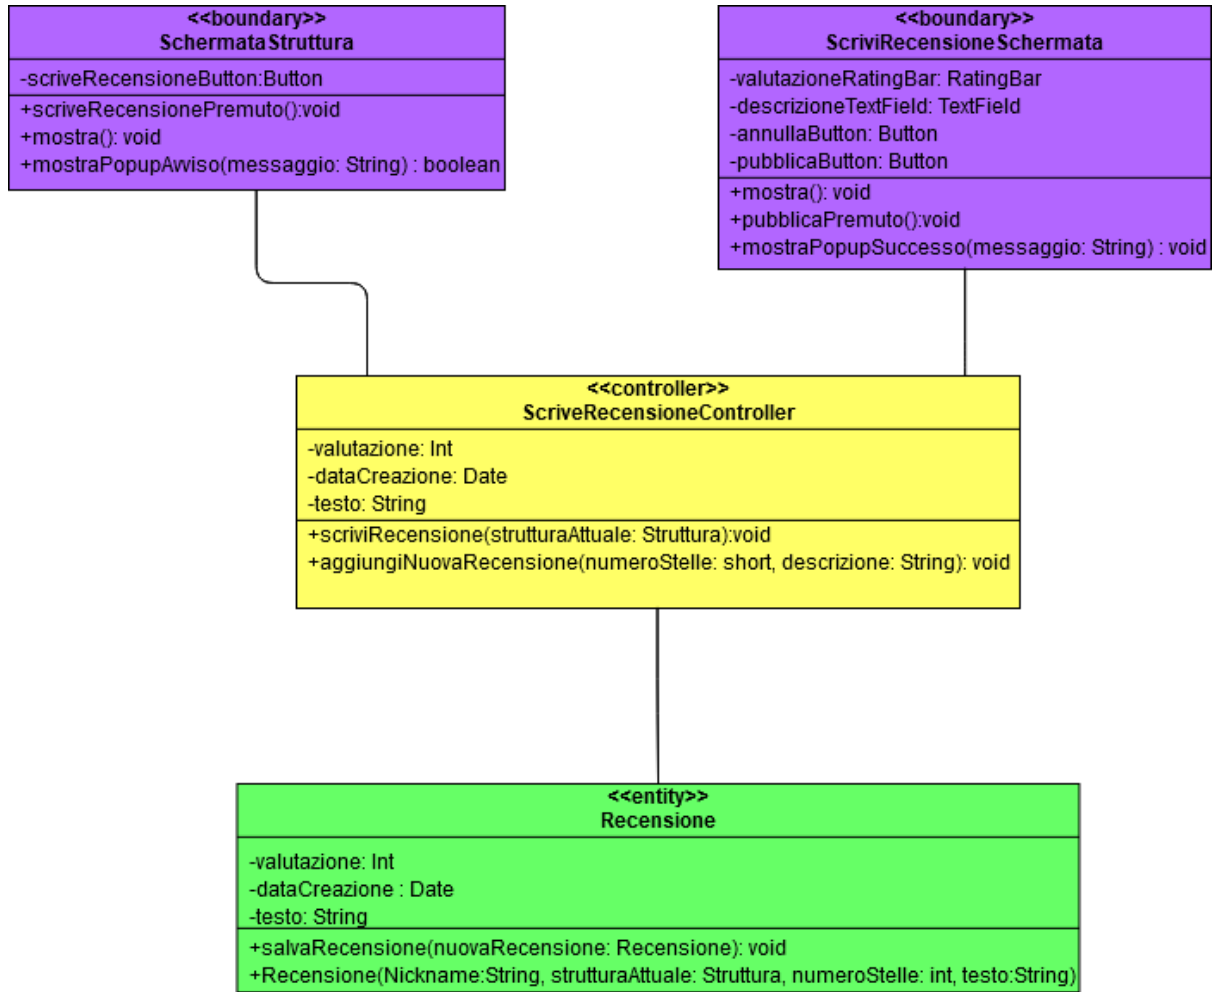 <<boundary>>
SchermataStruttura
-scriveRecensioneButton:Button
+scriveRecensionePremuto():void
+mostra(): void
+mostraPopupAvviso(messaggio: String) : boolean
<<boundary>>
ScriviRecensioneSchermata
-valutazioneRatingBar: RatingBar
-descrizioneTextField: TextField
-annullaButton: Button
-pubblicaButton: Button
+mostra(): void
+pubblicaPremuto():void
+mostraPopupSuccesso(messaggio: String) : void
<<controller>>
ScriveRecensioneController
-valutazione: Int
-dataCreazione: Date
-testo: String
+scriviRecensione(strutturaAttuale: Struttura):void
+aggiungiNuovaRecensione(numeroStelle: short, descrizione: String): void
<<entity>>
Recensione
-valutazione: Int
-dataCreazione : Date
-testo: String
+salvaRecensione(nuovaRecensione: Recensione): void
+Recensione(Nickname:String, strutturaAttuale: Struttura, numeroStelle: int, testo:String)